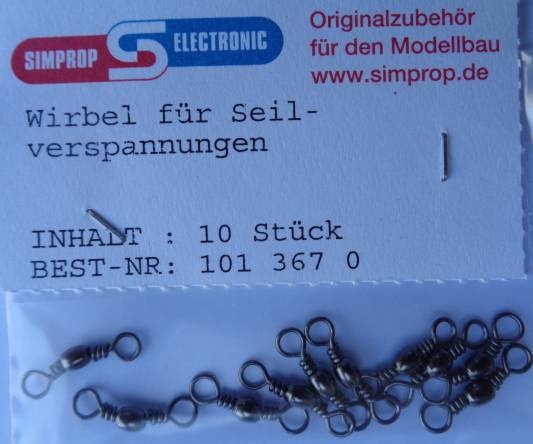 SIMPROP ELECTRONIC
Originalzubehör
für den Modellbau
www.simprop.de
Wirbel für Seil-
verspannungen
INHALT : 10 Stück
BEST-NR: 101 367 0